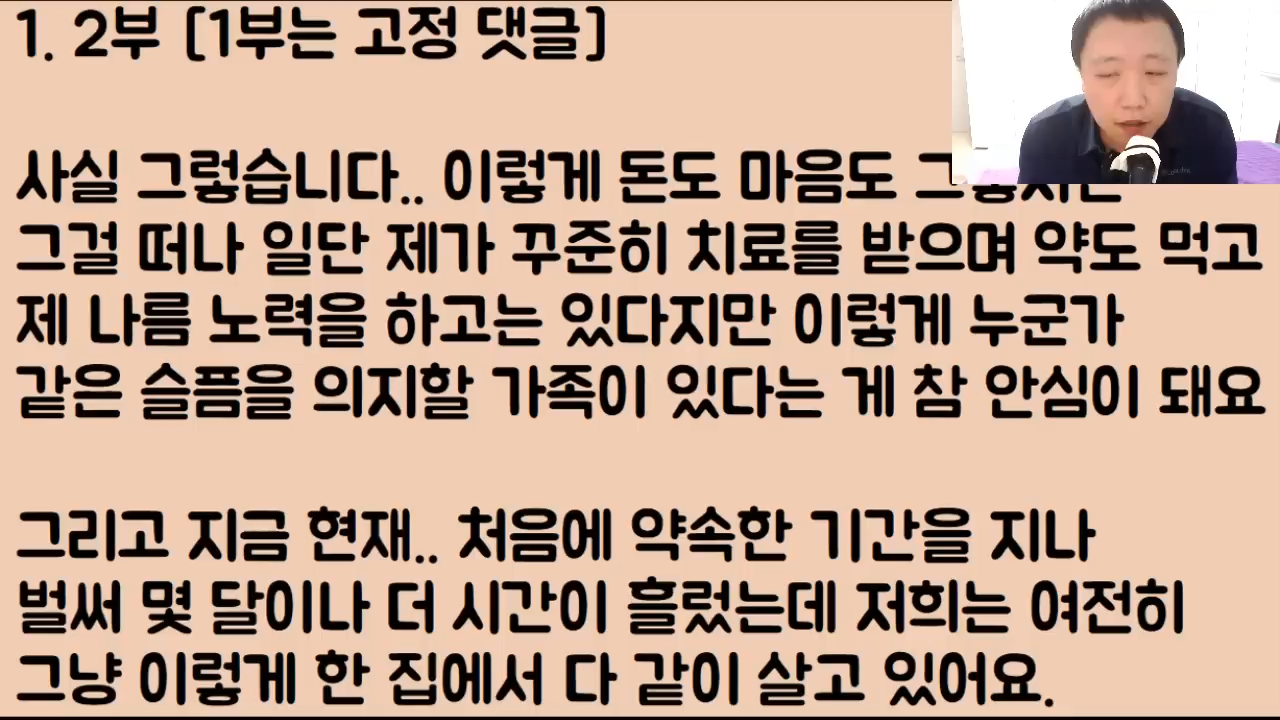 1. 2부 [1부는 고정 댓글]
사실 그렇습니다.. 이렇게 돈도 마음도
그걸 떠나 일단 제가 꾸준히 치료를 받으며 약도 먹고
제 나름 노력을 하고는 있다지만 이렇게 누군가
같은 슬픔을 의지할 가족이 있다는 게 참 안심이 돼요
그리고 지금 현재.. 처음에 약속한 기간을 지나
벌써 몇 달이나 더 시간이 흘렀는데 저희는 여전히
그냥 이렇게 한 집에서 다 같이 살고 있어요.